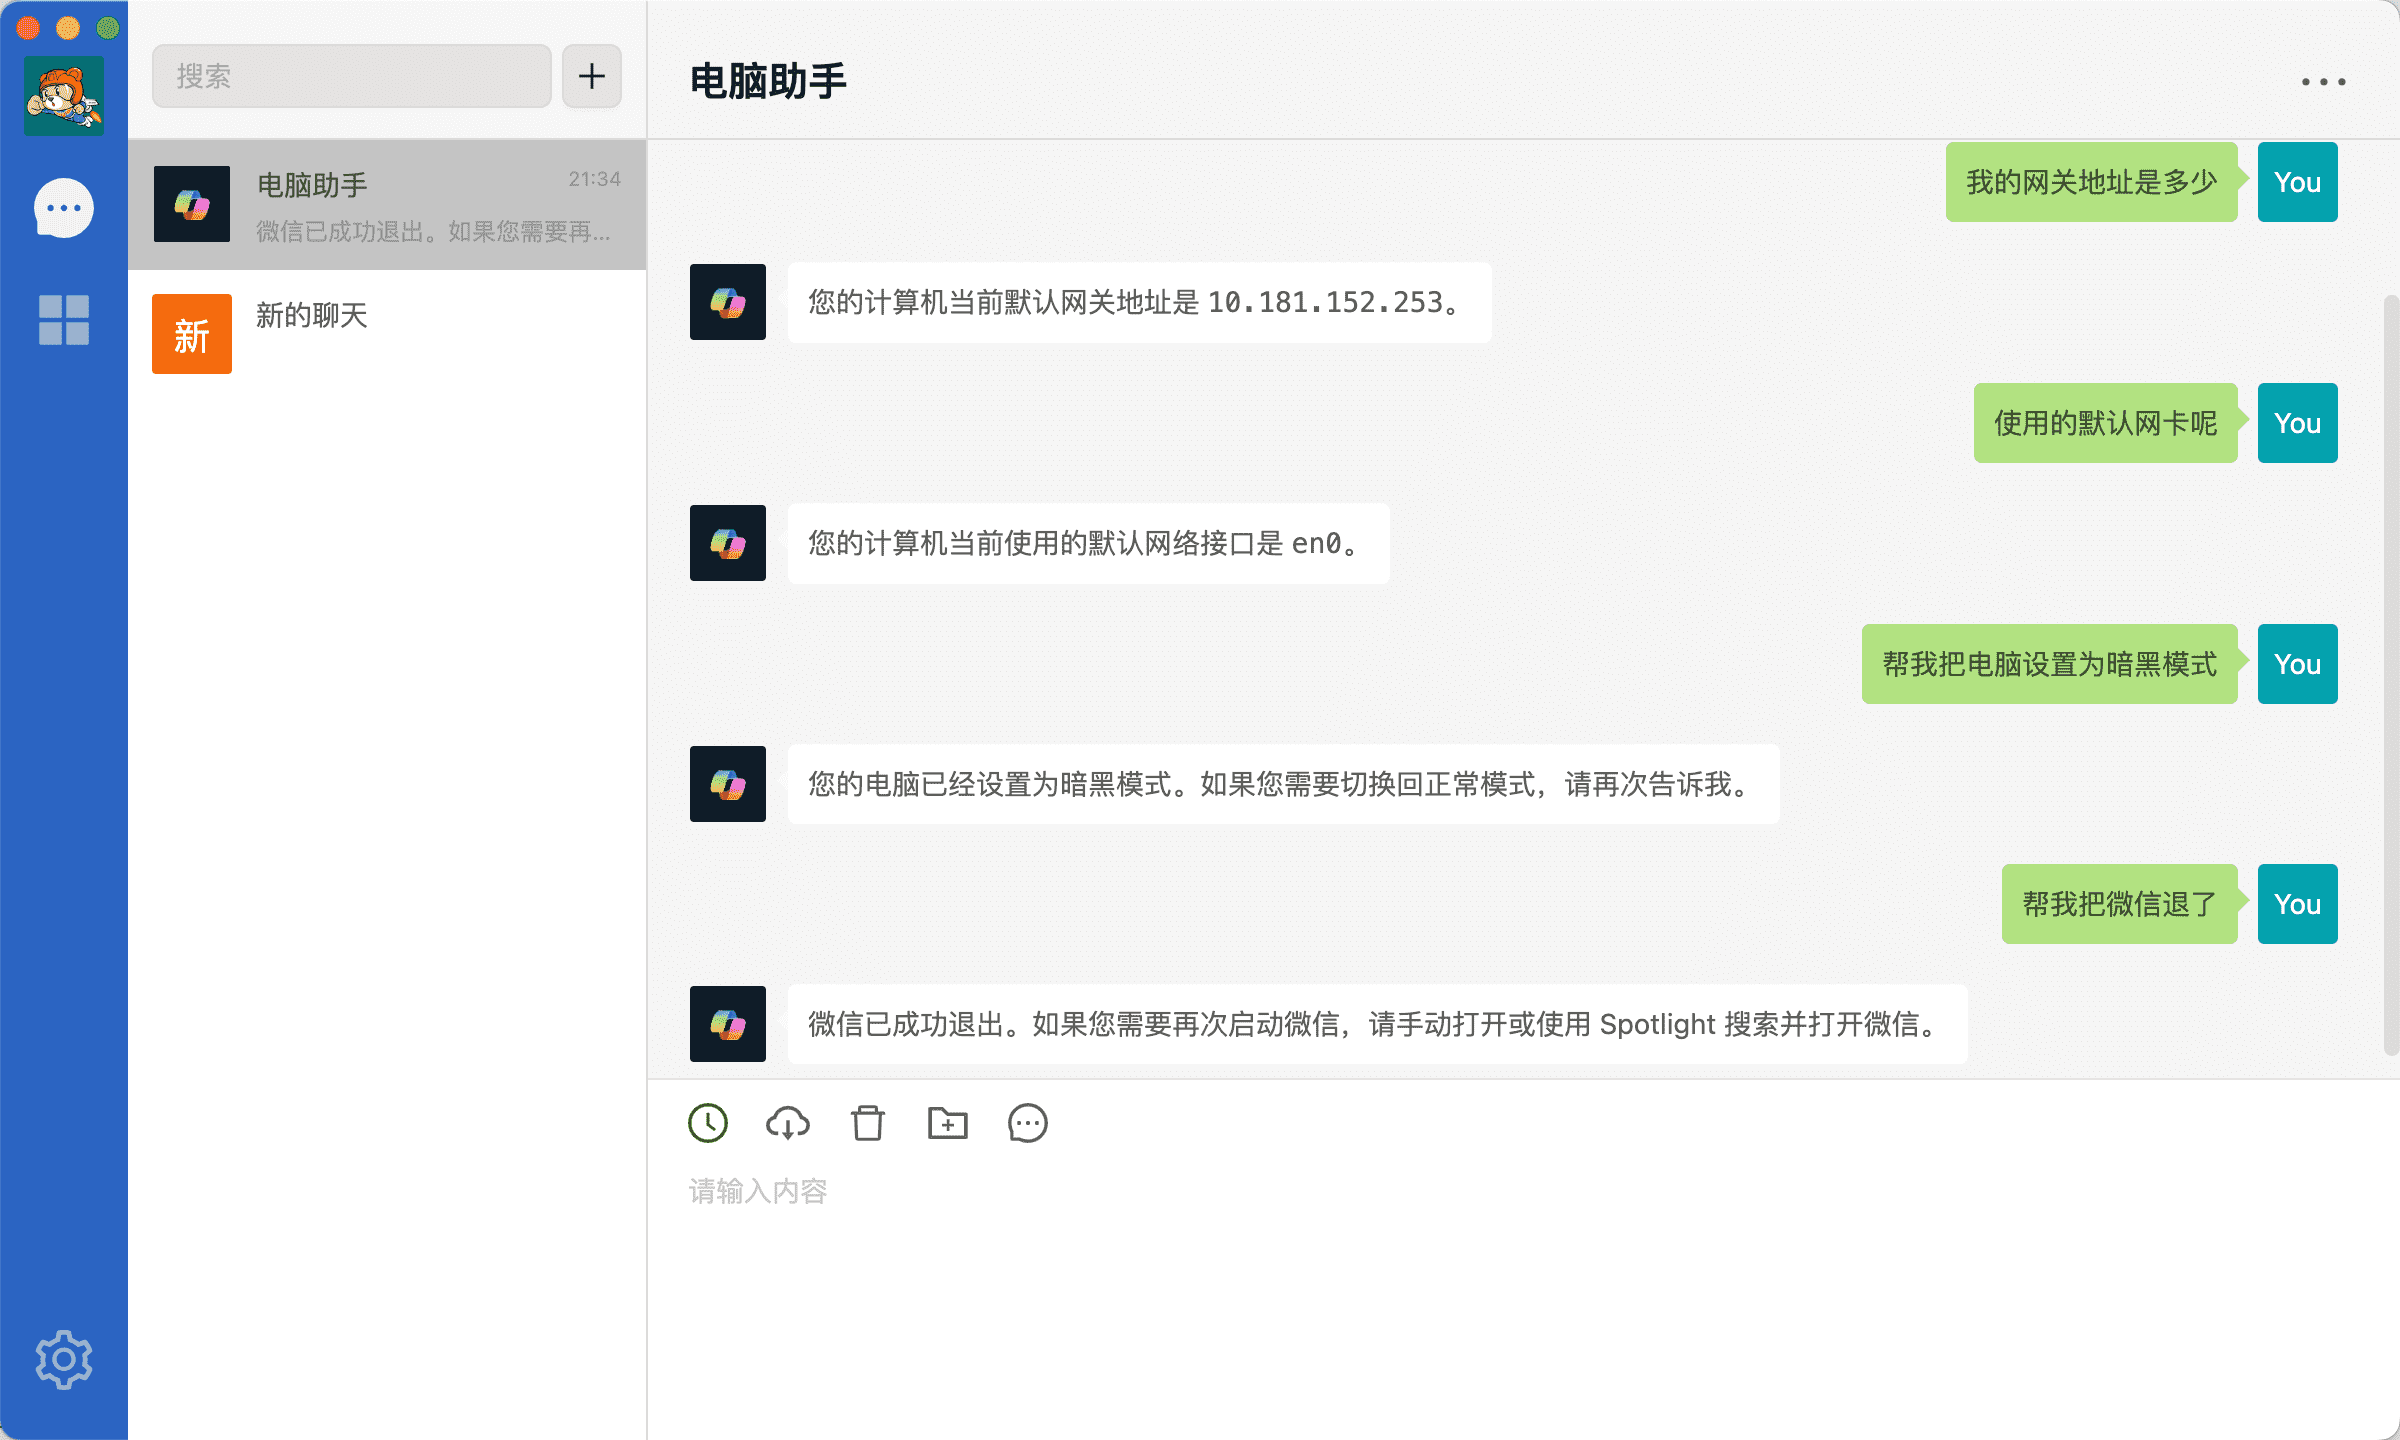 搜索
电脑助手
21:34
微信已成功退出。如果您需要再...
新
新的聊天
电脑助手
我的网关地址是多少
You
您的计算机当前默认网关地址是 10.181.152.253。
使用的默认网卡呢
You
您的计算机当前使用的默认网络接口是 en0。
帮我把电脑设置为暗黑模式
You
您的电脑已经设置为暗黑模式。如果您需要切换回正常模式，请再次告诉我。
帮我把微信退了
You
微信已成功退出。如果您需要再次启动微信，请手动打开或使用 Spotlight 搜索并打开微信。
请输入内容